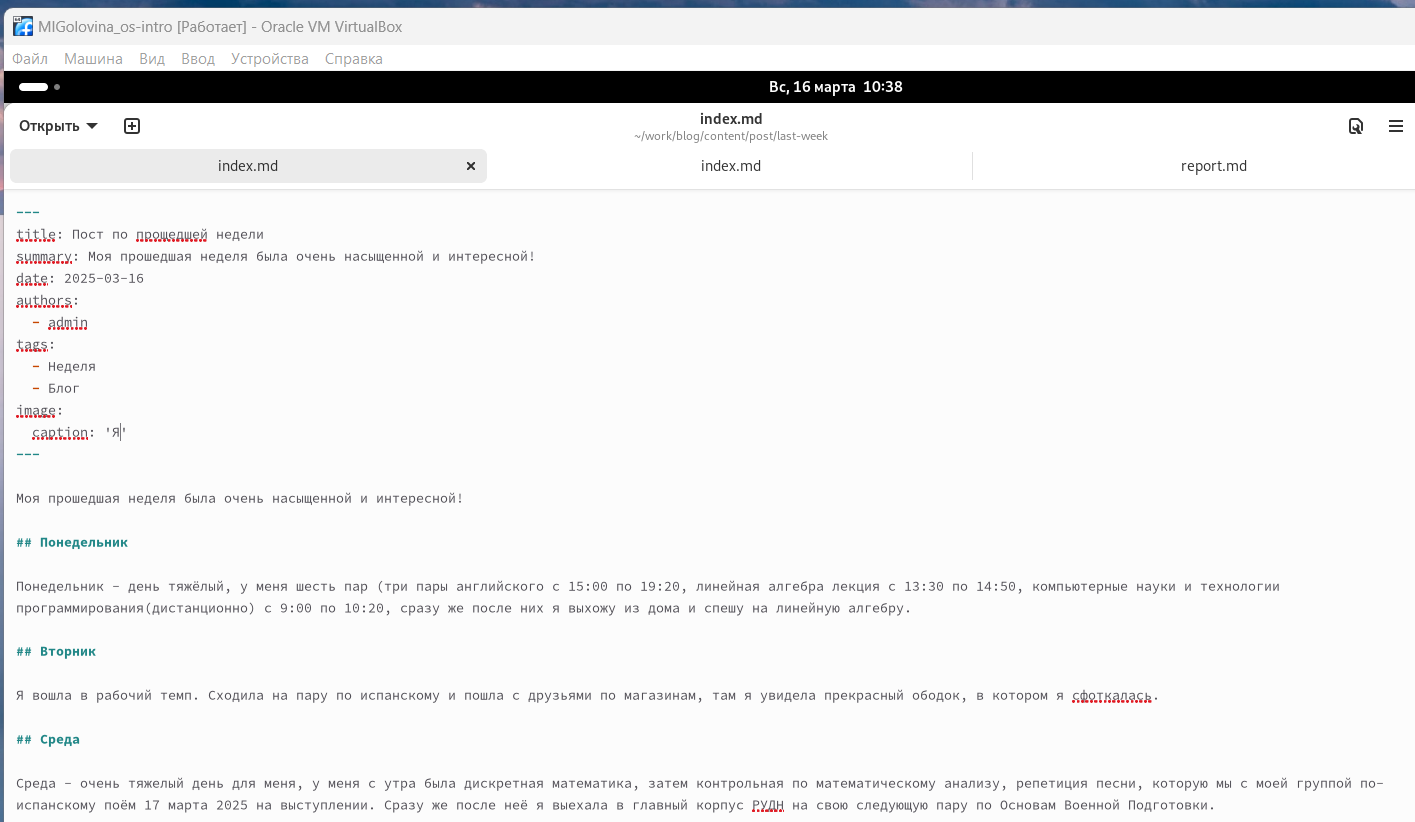 MIGolovina_os-intro [Работает] - Oracle VM VirtualBox
Файл Машина Вид Ввод Устройства Справка
Вс, 16 марта 10:38
Открыть
index.md
~/work/blog/content/post/last-week
index.md index.md report.md
---
title: Пост по прошедшей недели
summary: Моя прошедшая неделя была очень насыщенной и интересной!
date: 2025-03-16
authors:
- admin
tags:
- Неделя
- Блог
image:
caption: 'Я'
---
Моя прошедшая неделя была очень насыщенной и интересной!
## Понедельник
Понедельник - день тяжёлый, у меня шесть пар (три пары английского с 15:00 по 19:20, линейная алгебра лекция с 13:30 по 14:50, компьютерные науки и технологии
программирования(дистанционно) с 9:00 по 10:20, сразу же после них я выхожу из дома и спешу на линейную алгебру.
## Вторник
Я вошла в рабочий темп. Сходила на пару по испанскому и пошла с друзьями по магазинам, там я увидела прекрасный ободок, в котором я сфоткалась.
## Среда
Среда - очень тяжелый день для меня, у меня с утра была дискретная математика, затем контрольная по математическому анализу, репетиция песни, которую мы с моей группой по-
испанскому поём 17 марта 2025 на выступлении. Сразу же после неё я выехала в главный корпус РУДН на свою следующую пару по Основам Военной Подготовки.